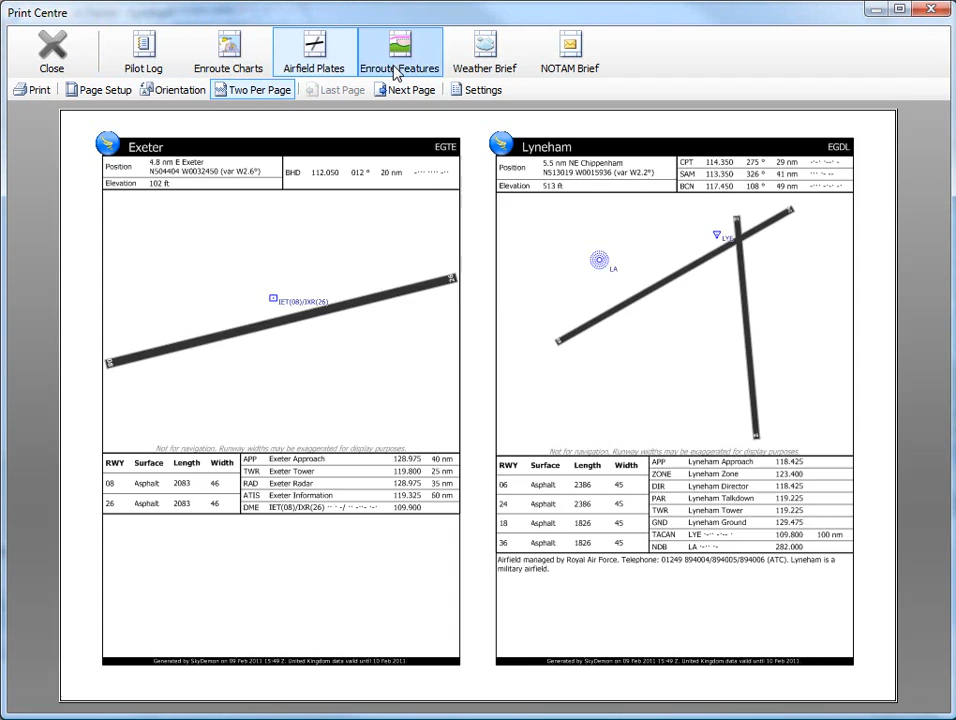 Print Centre
Close Pilot Log Enroute Charts Airfield Plates Enroute Features Weather Brief NOTAM Brief
Print Page Setup Orientation Two Per Page Last Page Next Page Settings
Exeter EGTE
Position 4.8 nm E Exeter
N504404 W0032450 (var W2.6°)
BHD 112.050 012 ° 20 nm -··· ···· -··
Elevation 102 ft
IET(08)/IXR(26)
Not for navigation. Runway widths may be exaggerated for display purposes.
RWY Surface Length Width
08 Asphalt 2083 46
26 Asphalt 2083 46
APP Exeter Approach 128.975 40 nm
TWR Exeter Tower 119.800 25 nm
RAD Exeter Radar 128.975 35 nm
ATIS Exeter Information 119.325 60 nm
DME IET(08)/IXR(26) 109.900
Generated by SkyDemon on 09 Feb 2011 15:49 Z. United Kingdom data valid until 10 Feb 2011.
Lyneham EGDL
Position 5.5 nm NE Chippenham
N513019 W0015936 (var W2.2°)
Elevation 513 ft
CPT 114.350 275 ° 29 nm -·-· ·--· -
SAM 113.350 326 ° 41 nm ··· ·- --
BCN 117.450 108 ° 49 nm -··· -·-· -·
LYE
LA
Not for navigation. Runway widths may be exaggerated for display purposes.
RWY Surface Length Width
06 Asphalt 2386 45
24 Asphalt 2386 45
18 Asphalt 1826 45
36 Asphalt 1826 45
APP Lyneham Approach 118.425
ZONE Lyneham Zone 123.400
DIR Lyneham Director 118.425
PAR Lyneham Talkdown 119.225
TWR Lyneham Tower 119.225
GND Lyneham Ground 129.475
TACAN LYE ·-·· -·-- · 109.800 100 nm
NDB LA ·-·· ·- 282.000
Airfield managed by Royal Air Force. Telephone: 01249 894004/894005/894006 (ATC). Lyneham is a
military airfield.
Generated by SkyDemon on 09 Feb 2011 15:49 Z. United Kingdom data valid until 10 Feb 2011.